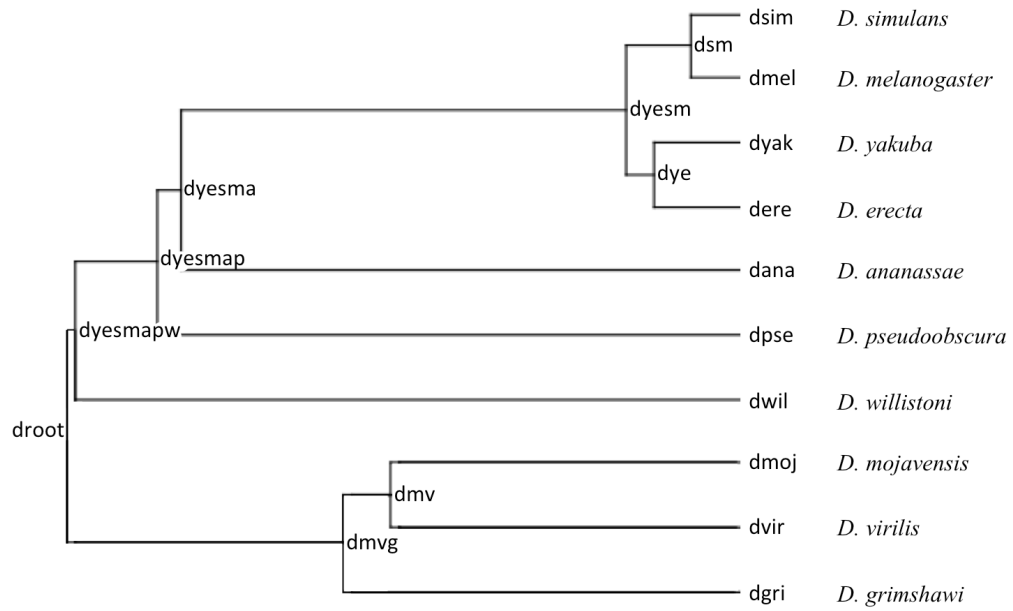 dsim D. simulans
dsm
dmel D. melanogaster
dyesm
dyak D. yakuba
dye
dyesma
dere D. erecta
dyesmap
dana D. ananassae
dyesmapw
dpse D. pseudoobscura
dwil D. willistoni
droot
dmoj D. mojavensis
dmv
dvir D. virilis
dmvg
dgri D. grimshawi